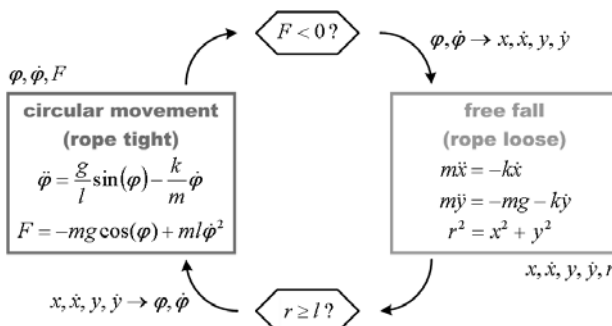 F < 0 ?
φ, φ̇ → x, ẋ, y, ẏ
φ, φ̇, F
circular movement
(rope tight)
φ̈ = g/l sin(φ) − k/m φ̇
F = −mg cos(φ) + mlφ̇²
free fall
(rope loose)
mẍ = −kẋ
mÿ = −mg − kẏ
r² = x² + y²
x, ẋ, y, ẏ, r
x, ẋ, y, ẏ → φ, φ̇
r ≥ l ?